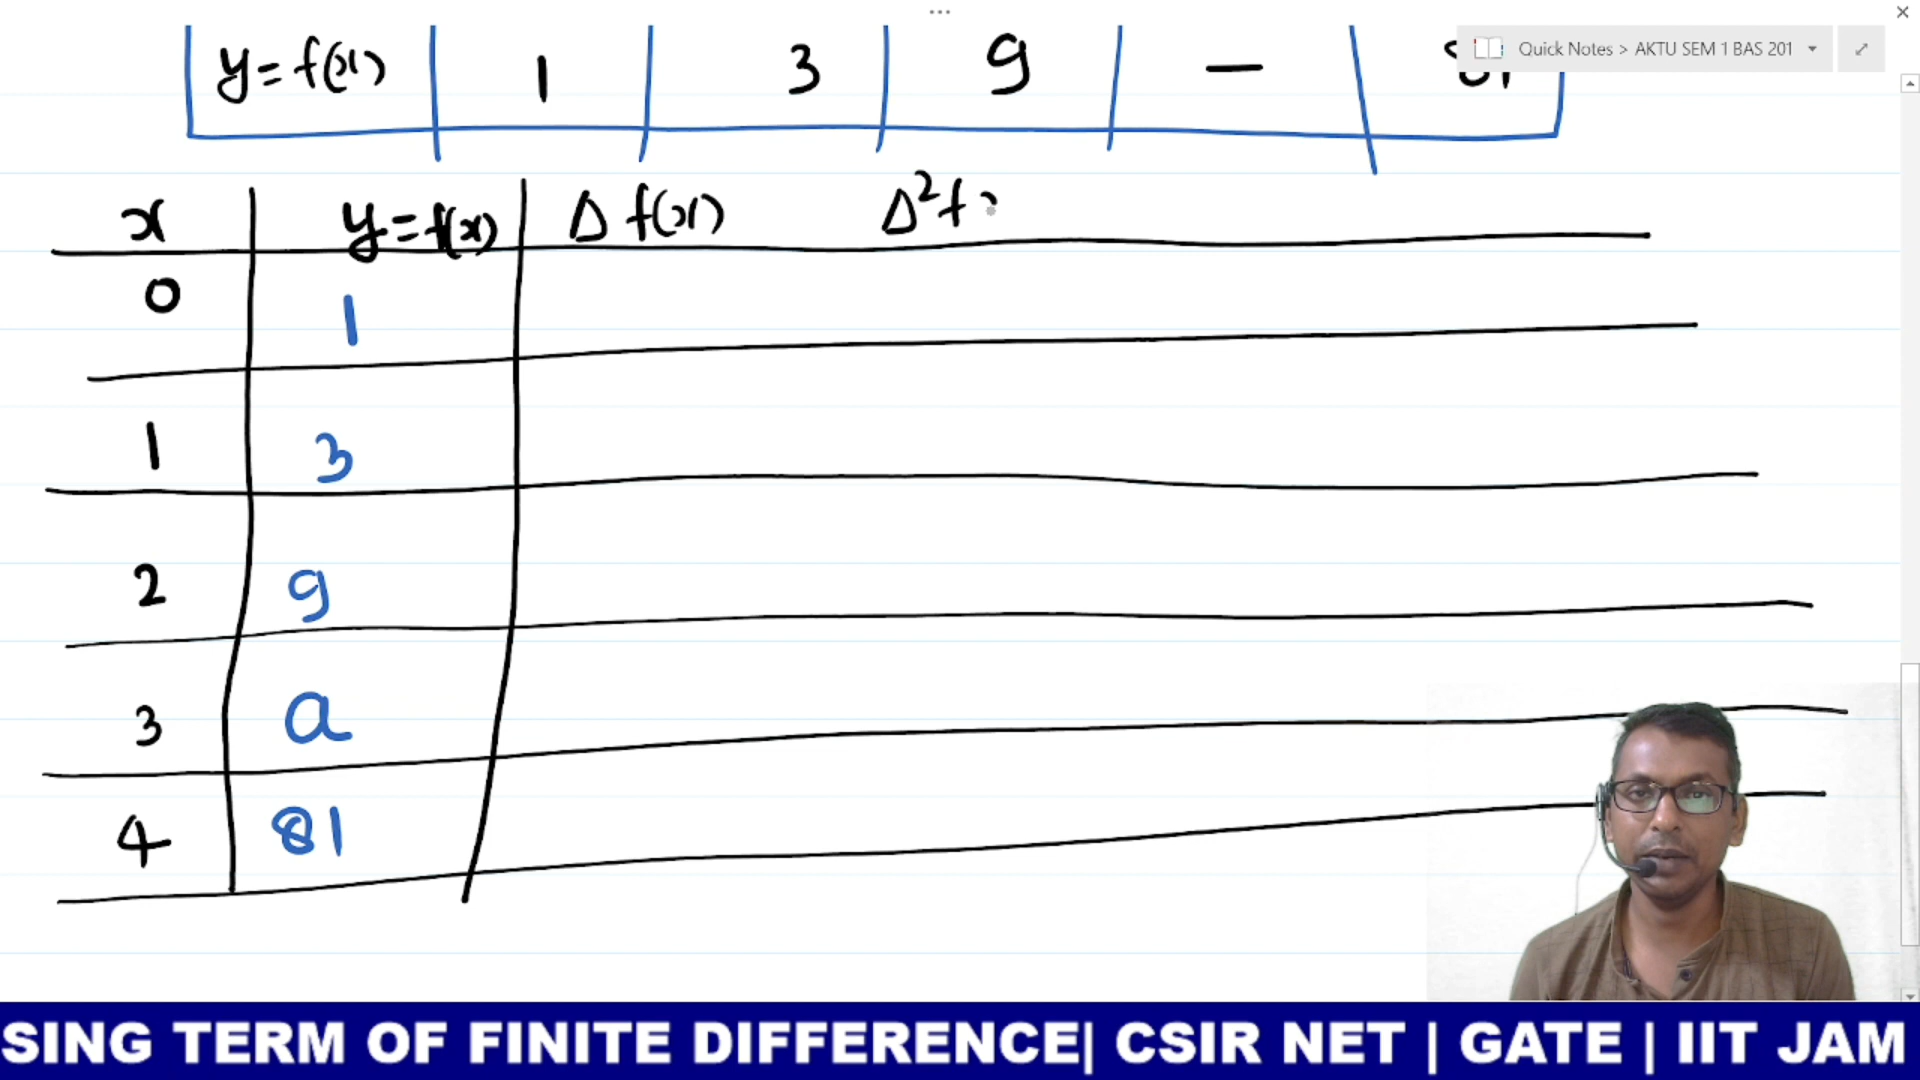 Quick Notes > AKTU SEM 1 BAS 201
y=f(x) 1 3 9 —
x y=f(x) Δ f(x) Δ²f
0 1
1 3
2 9
3 a
4 81
SING TERM OF FINITE DIFFERENCE| CSIR NET | GATE | IIT JAM